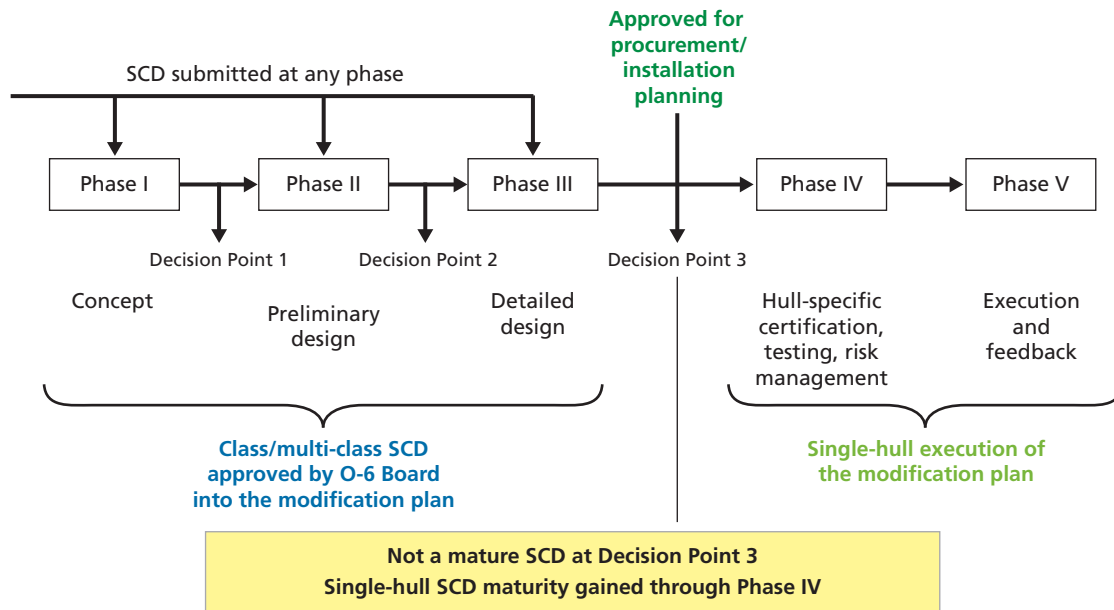 Approved for
procurement/
installation
planning
SCD submitted at any phase
Phase I
Phase II
Phase III
Phase IV
Phase V
Decision Point 1
Decision Point 2
Decision Point 3
Concept
Preliminary
design
Detailed
design
Hull-specific
certification,
testing, risk
management
Execution
and
feedback
Class/multi-class SCD
approved by O-6 Board
into the modification plan
Single-hull execution of
the modification plan
Not a mature SCD at Decision Point 3
Single-hull SCD maturity gained through Phase IV